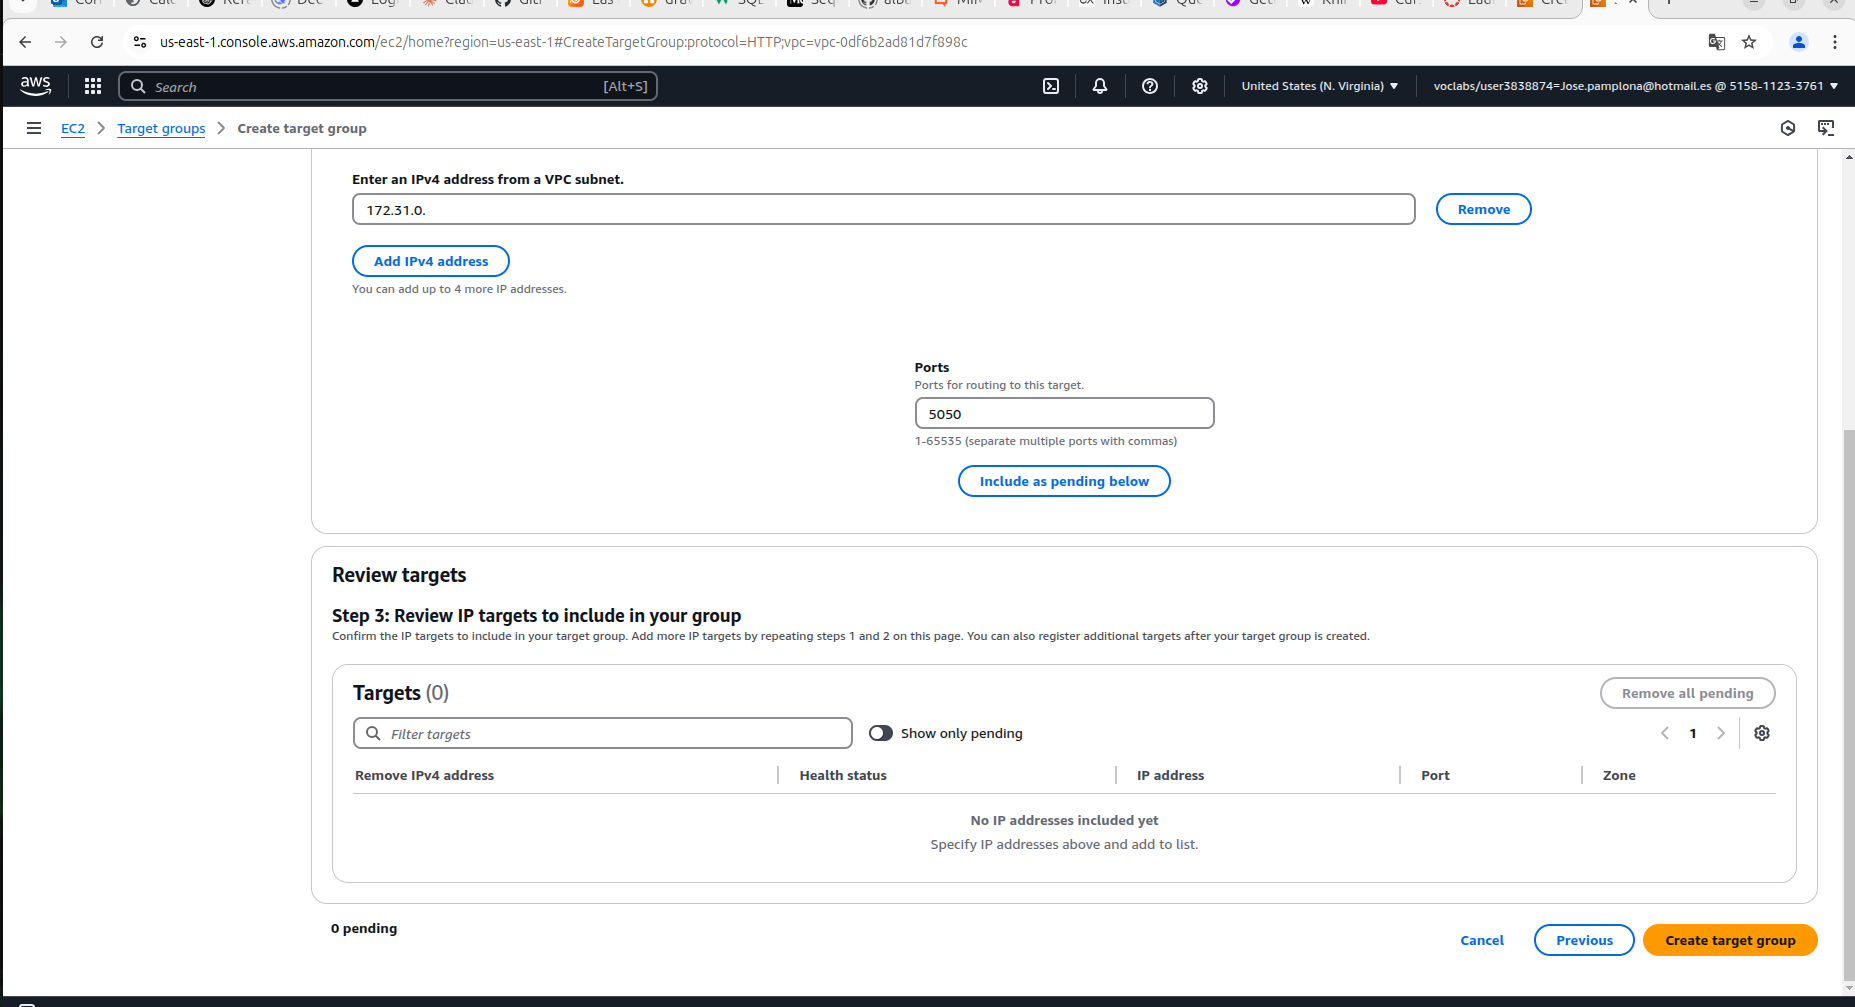 us-east-1.console.aws.amazon.com/ec2/home?region=us-east-1#CreateTargetGroup:protocol=HTTP;vpc=vpc-0df6b2ad81d7f898c
aws
Search
[Alt+S]
United States (N. Virginia)
voclabs/user3838874=Jose.pamplona@hotmail.es @ 5158-1123-3761
EC2
Target groups
Create target group
Enter an IPv4 address from a VPC subnet.
172.31.0.
Remove
Add IPv4 address
You can add up to 4 more IP addresses.
Ports
Ports for routing to this target.
5050
1-65535 (separate multiple ports with commas)
Include as pending below
Review targets
Step 3: Review IP targets to include in your group
Confirm the IP targets to include in your target group. Add more IP targets by repeating steps 1 and 2 on this page. You can also register additional targets after your target group is created.
Targets (0)
Remove all pending
Filter targets
Show only pending
1
Remove IPv4 address
Health status
IP address
Port
Zone
No IP addresses included yet
Specify IP addresses above and add to list.
0 pending
Cancel
Previous
Create target group